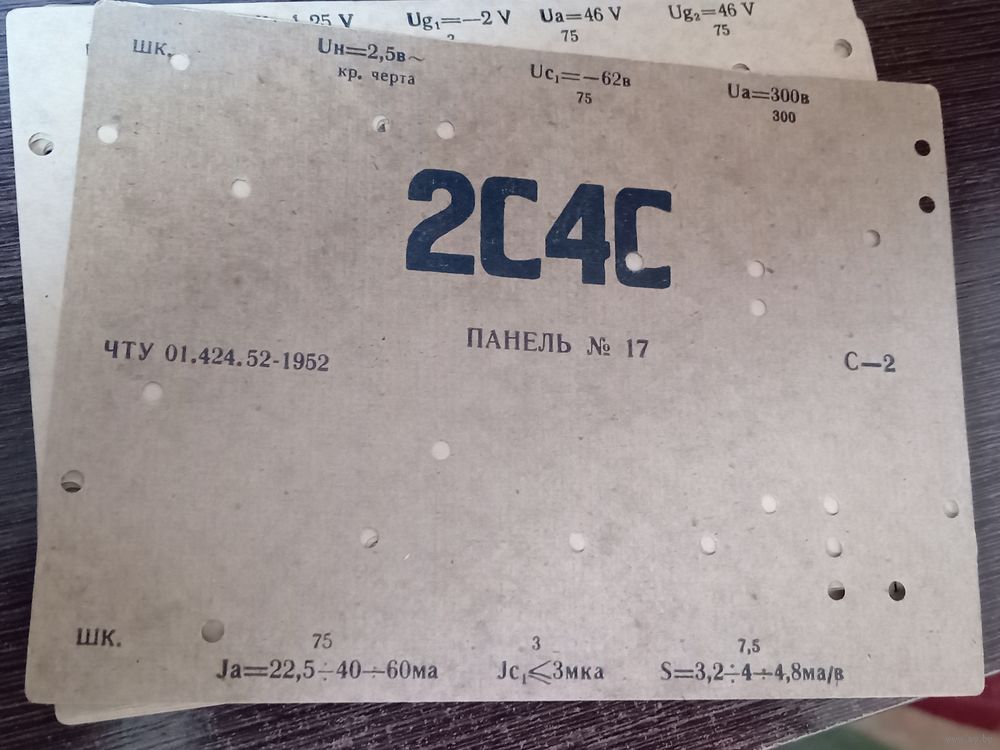 1,25 V Ug₁=—2 V Ua=46 V Ug₂=46 V
75 75
ШК. Uн=2,5в~ Uc₁=—62в Ua=300в
кр. черта 75 300
2С4С
ПАНЕЛЬ № 17
ЧТУ 01.424.52-1952 С—2
ШК. 75 3 7,5
Ja=22,5÷40÷60ма Jc₁⩽3мка S=3,2÷4÷4,8ма/в